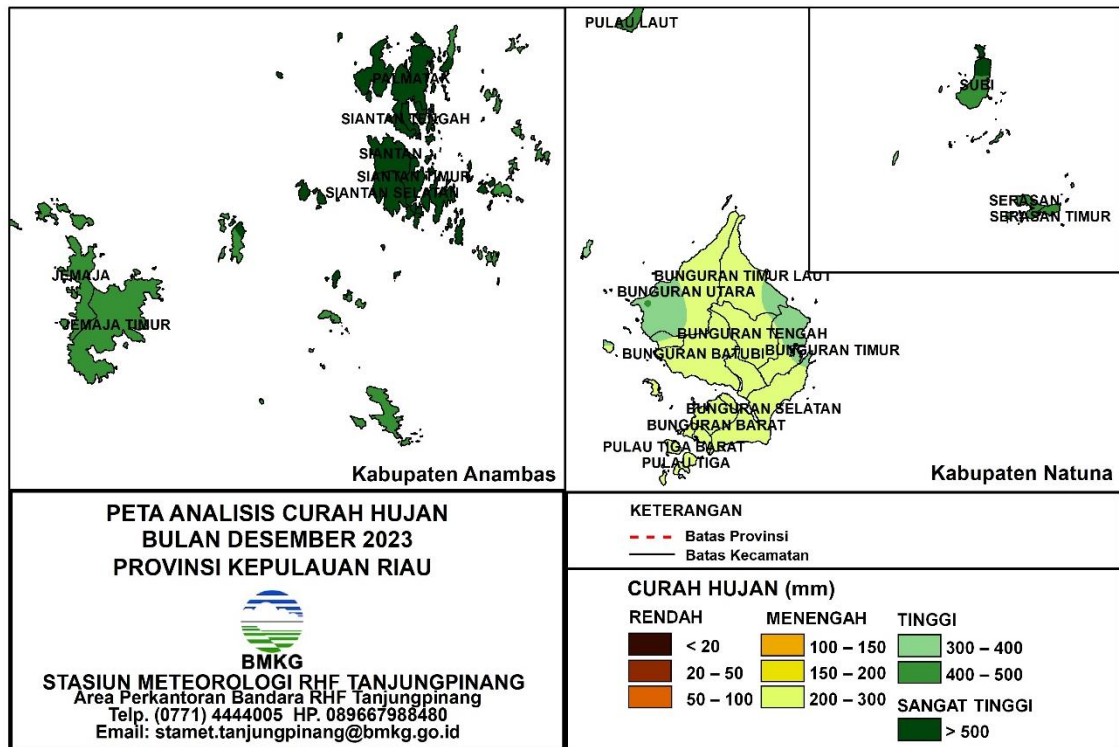 PALMATAK
SIANTAN TENGAH
SIANTAN
SIANTAN TIMUR
SIANTAN SELATAN
JEMAJA
JEMAJA TIMUR
Kabupaten Anambas
PULAU LAUT
SUBI
SERASAN
SERASAN TIMUR
BUNGURAN TIMUR LAUT
BUNGURAN UTARA
BUNGURAN TENGAH
BUNGURAN BATUBI
BUNGURAN TIMUR
BUNGURAN SELATAN
BUNGURAN BARAT
PULAU TIGA BARAT
PULAU TIGA
Kabupaten Natuna
PETA ANALISIS CURAH HUJAN
BULAN DESEMBER 2023
PROVINSI KEPULAUAN RIAU
BMKG
STASIUN METEOROLOGI RHF TANJUNGPINANG
Area Perkantoran Bandara RHF Tanjungpinang
Telp. (0771) 4444005 HP. 089667988480
Email: stamet.tanjungpinang@bmkg.go.id
KETERANGAN
Batas Provinsi
Batas Kecamatan
CURAH HUJAN (mm)
RENDAH
< 20
20 – 50
50 – 100
MENENGAH
100 – 150
150 – 200
200 – 300
TINGGI
300 – 400
400 – 500
SANGAT TINGGI
> 500